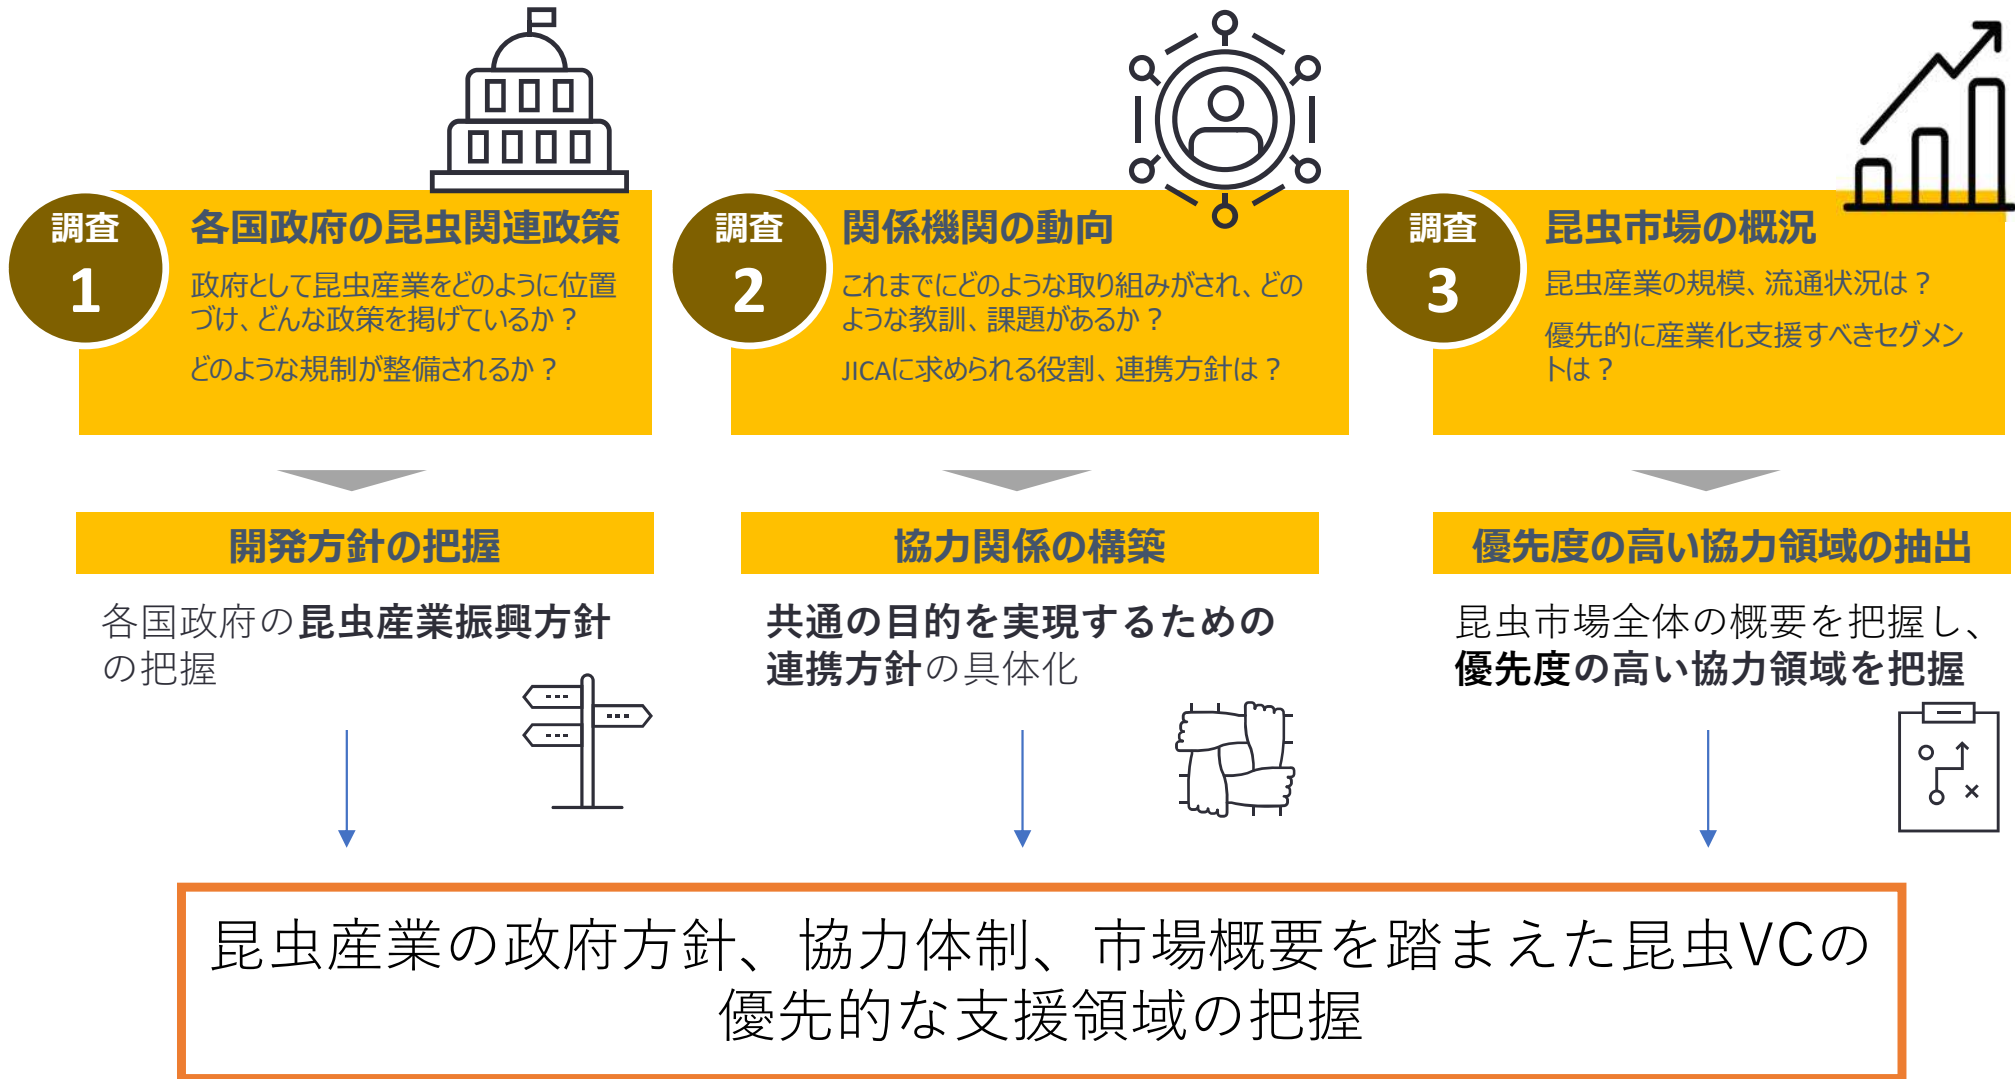 調査
1
各国政府の昆虫関連政策
政府として昆虫産業をどのように位置
づけ、どんな政策を掲げているか？
どのような規制が整備されるか？
調査
2
関係機関の動向
これまでにどのような取り組みがされ、どの
ような教訓、課題があるか？
JICAに求められる役割、連携方針は？
調査
3
昆虫市場の概況
昆虫産業の規模、流通状況は？
優先的に産業化支援すべきセグメン
トは？
開発方針の把握
各国政府の昆虫産業振興方針
の把握
協力関係の構築
共通の目的を実現するための
連携方針の具体化
優先度の高い協力領域の抽出
昆虫市場全体の概要を把握し、
優先度の高い協力領域を把握
昆虫産業の政府方針、協力体制、市場概要を踏まえた昆虫VCの
優先的な支援領域の把握